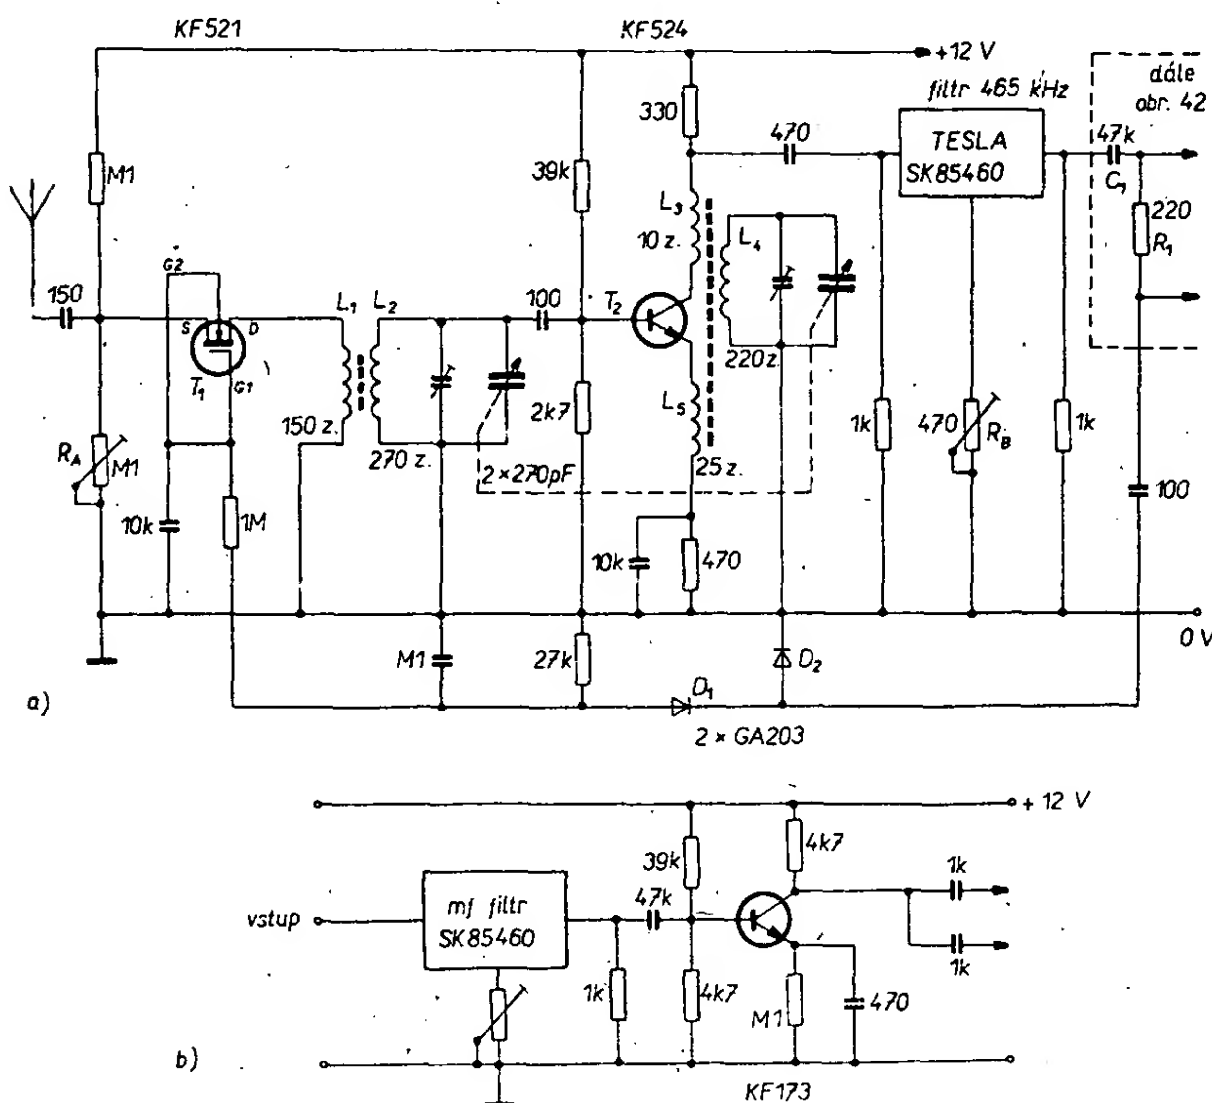 KF521
KF524
+12 V
dále
obr. 42
filtr 465 kHz
330
470
TESLA
SK85460
47k
C1
M1
39k
L3
10 z.
L4
220
R1
G2
150
S
D
T1
G1
L1
L2
100
T2
220 z.
RA
M1
150 z.
270 z.
2k7
L5
2×270pF
25 z.
1k
470
RB
1k
100
10k
1M
10k
470
0 V
M1
27k
D2
a)
D1
2 × GA203
+ 12 V
39k
4k7
1k
vstup
mf filtr
SK85460
47k
1k
1k
4k7
M1
470
b)
KF173